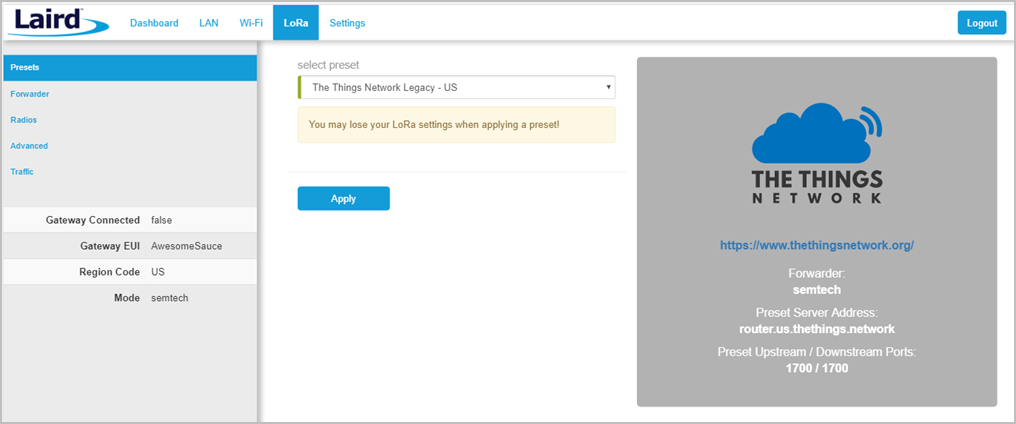 Laird™
Dashboard LAN Wi-Fi LoRa Settings Logout
Presets
Forwarder
Radios
Advanced
Traffic
Gateway Connected false
Gateway EUI AwesomeSauce
Region Code US
Mode semtech
select preset
The Things Network Legacy - US
You may lose your LoRa settings when applying a preset!
Apply
THE THINGS
NETWORK
https://www.thethingsnetwork.org/
Forwarder:
semtech
Preset Server Address:
router.us.thethings.network
Preset Upstream / Downstream Ports:
1700 / 1700